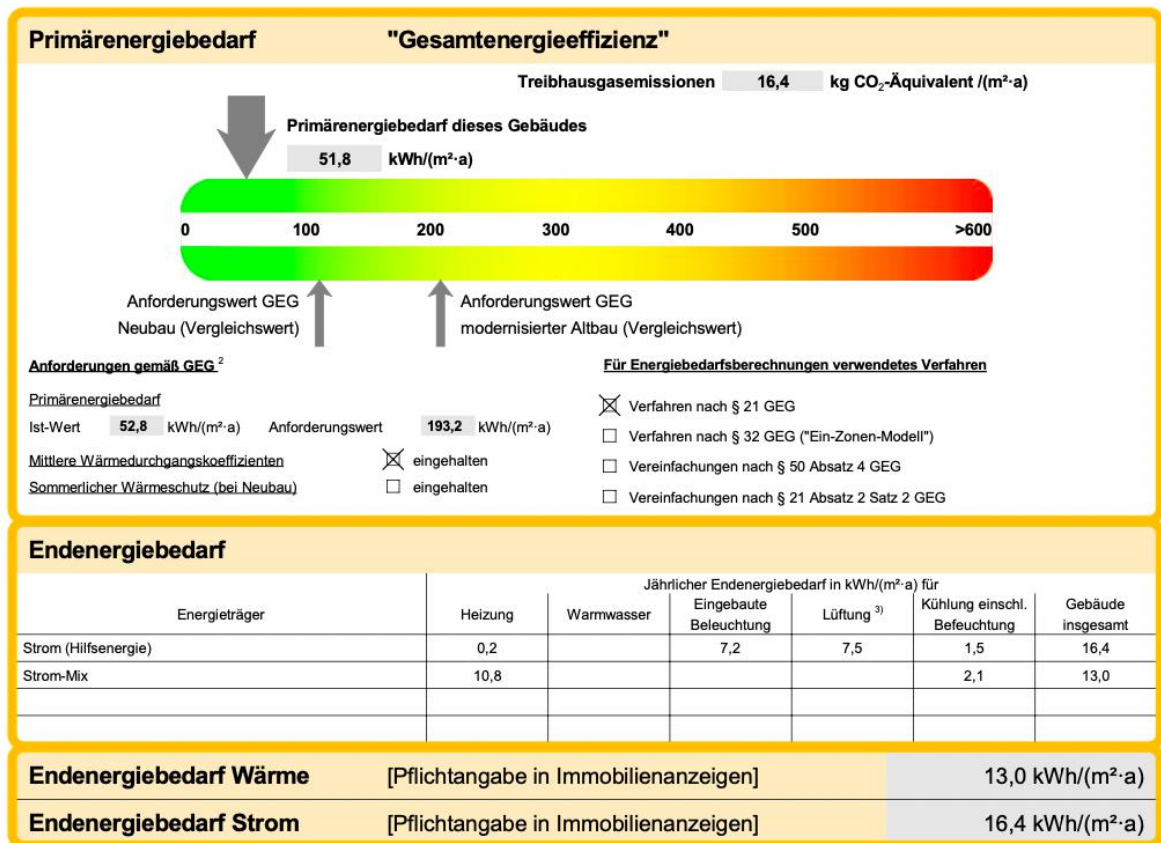 Primärenergiebedarf "Gesamtenergieeffizienz"
Treibhausgasemissionen 16,4 kg CO₂-Äquivalent /(m²·a)
Primärenergiebedarf dieses Gebäudes
51,8 kWh/(m²·a)
0 100 200 300 400 500 >600
Anforderungswert GEG
Neubau (Vergleichswert)
Anforderungswert GEG
modernisierter Altbau (Vergleichswert)
Anforderungen gemäß GEG ²
Primärenergiebedarf
Ist-Wert 52,8 kWh/(m²·a) Anforderungswert 193,2 kWh/(m²·a)
Mittlere Wärmedurchgangskoeffizienten ☒ eingehalten
Sommerlicher Wärmeschutz (bei Neubau) ☐ eingehalten
Für Energiebedarfsberechnungen verwendetes Verfahren
☒ Verfahren nach § 21 GEG
☐ Verfahren nach § 32 GEG ("Ein-Zonen-Modell")
☐ Vereinfachungen nach § 50 Absatz 4 GEG
☐ Vereinfachungen nach § 21 Absatz 2 Satz 2 GEG
Endenergiebedarf
Jährlicher Endenergiebedarf in kWh/(m²·a) für
Energieträger Heizung Warmwasser Eingebaute Beleuchtung Lüftung ³⁾ Kühlung einschl. Befeuchtung Gebäude insgesamt
Strom (Hilfsenergie) 0,2 7,2 7,5 1,5 16,4
Strom-Mix 10,8 2,1 13,0
Endenergiebedarf Wärme [Pflichtangabe in Immobilienanzeigen] 13,0 kWh/(m²·a)
Endenergiebedarf Strom [Pflichtangabe in Immobilienanzeigen] 16,4 kWh/(m²·a)